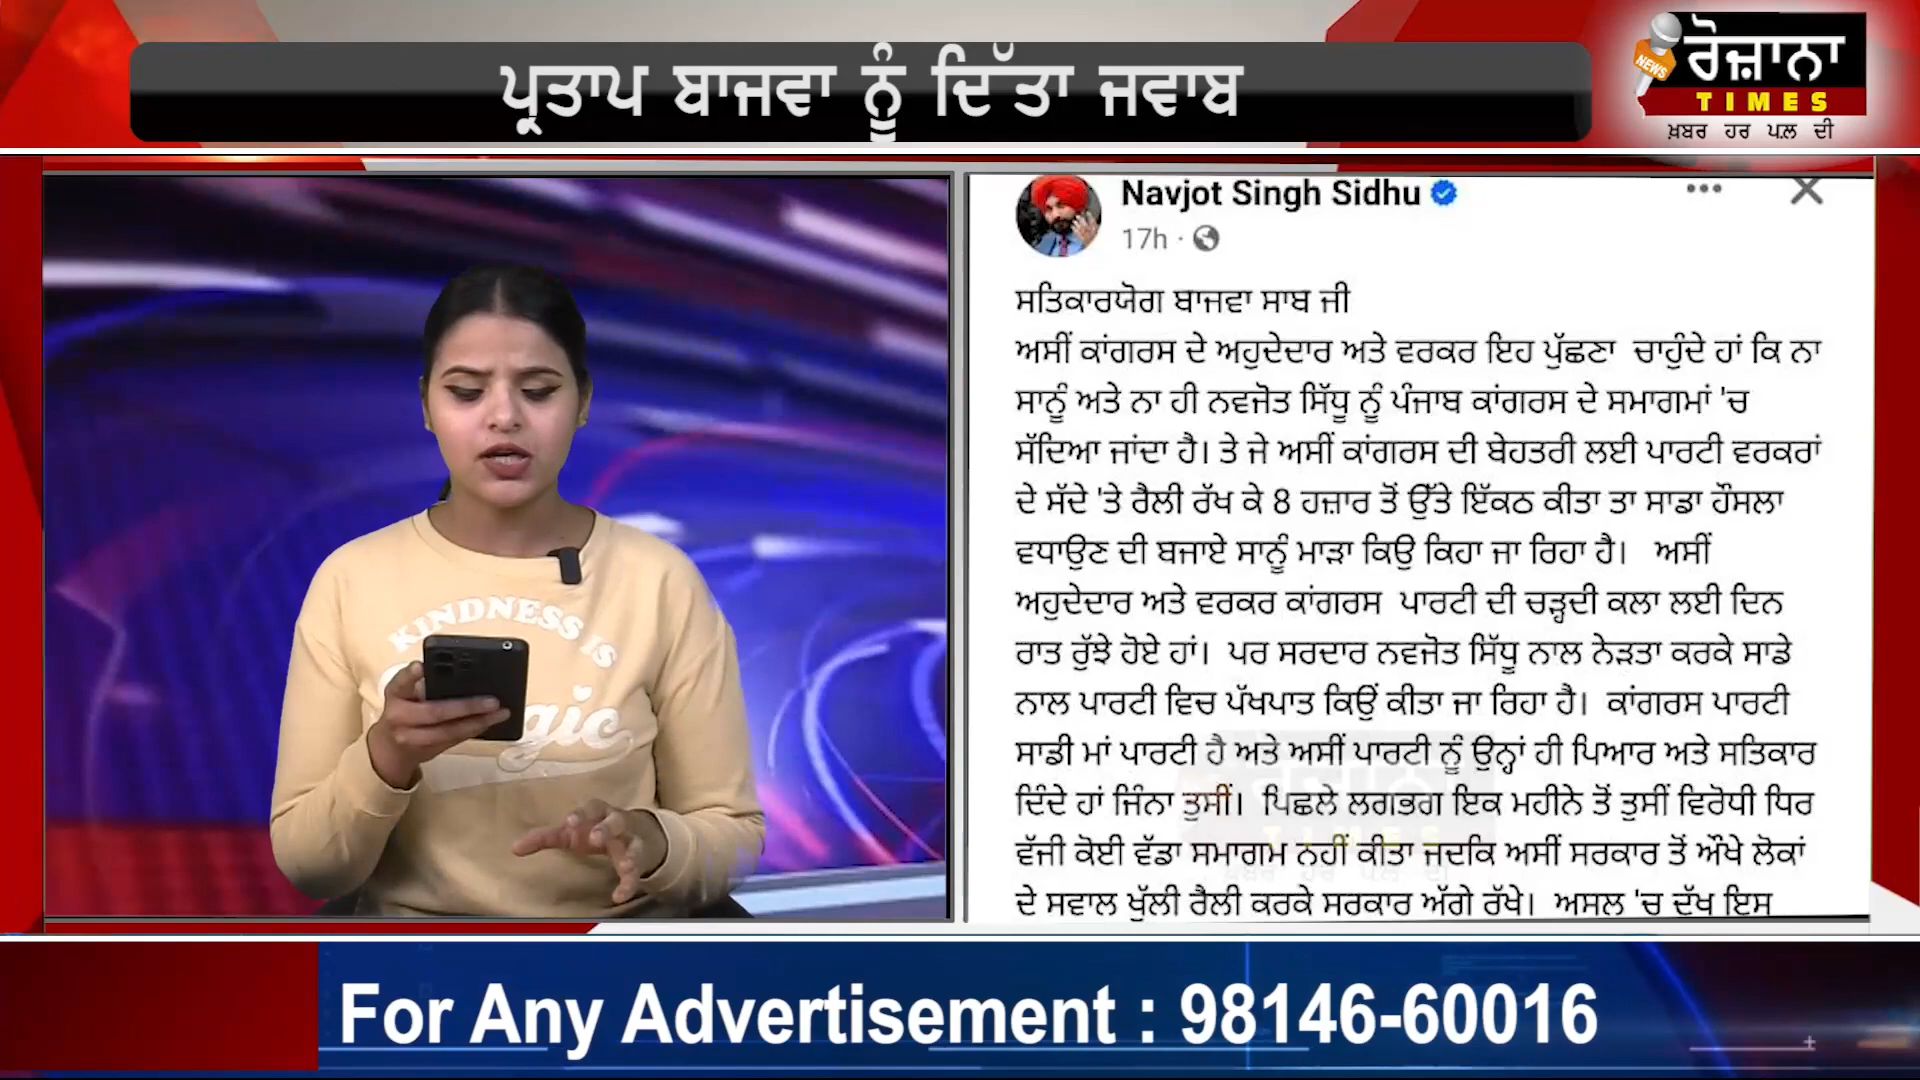 ਪ੍ਰਤਾਪ ਬਾਜਵਾ ਨੂੰ ਦਿੱਤਾ ਜਵਾਬ
NEWS
ਰੋਜ਼ਾਨਾ
TIMES
ਖ਼ਬਰ ਹਰ ਪਲ ਦੀ
Navjot Singh Sidhu
17h
ਸਤਿਕਾਰਯੋਗ ਬਾਜਵਾ ਸਾਬ ਜੀ
ਅਸੀਂ ਕਾਂਗਰਸ ਦੇ ਅਹੁਦੇਦਾਰ ਅਤੇ ਵਰਕਰ ਇਹ ਪੁੱਛਣਾ ਚਾਹੁੰਦੇ ਹਾਂ ਕਿ ਨਾ
ਸਾਨੂੰ ਅਤੇ ਨਾ ਹੀ ਨਵਜੋਤ ਸਿੱਧੂ ਨੂੰ ਪੰਜਾਬ ਕਾਂਗਰਸ ਦੇ ਸਮਾਗਮਾਂ 'ਚ
ਸੱਦਿਆ ਜਾਂਦਾ ਹੈ। ਤੇ ਜੇ ਅਸੀਂ ਕਾਂਗਰਸ ਦੀ ਬੇਹਤਰੀ ਲਈ ਪਾਰਟੀ ਵਰਕਰਾਂ
ਦੇ ਸੱਦੇ 'ਤੇ ਰੈਲੀ ਰੱਖ ਕੇ 8 ਹਜ਼ਾਰ ਤੋਂ ਉੱਤੇ ਇੱਕਠ ਕੀਤਾ ਤਾ ਸਾਡਾ ਹੌਸਲਾ
ਵਧਾਉਣ ਦੀ ਬਜਾਏ ਸਾਨੂੰ ਮਾੜਾ ਕਿਉ ਕਿਹਾ ਜਾ ਰਿਹਾ ਹੈ। ਅਸੀਂ
ਅਹੁਦੇਦਾਰ ਅਤੇ ਵਰਕਰ ਕਾਂਗਰਸ ਪਾਰਟੀ ਦੀ ਚੜ੍ਹਦੀ ਕਲਾ ਲਈ ਦਿਨ
ਰਾਤ ਰੁੱਝੇ ਹੋਏ ਹਾਂ। ਪਰ ਸਰਦਾਰ ਨਵਜੋਤ ਸਿੱਧੂ ਨਾਲ ਨੇੜਤਾ ਕਰਕੇ ਸਾਡੇ
ਨਾਲ ਪਾਰਟੀ ਵਿਚ ਪੱਖਪਾਤ ਕਿਉਂ ਕੀਤਾ ਜਾ ਰਿਹਾ ਹੈ। ਕਾਂਗਰਸ ਪਾਰਟੀ
ਸਾਡੀ ਮਾਂ ਪਾਰਟੀ ਹੈ ਅਤੇ ਅਸੀਂ ਪਾਰਟੀ ਨੂੰ ਉਨ੍ਹਾਂ ਹੀ ਪਿਆਰ ਅਤੇ ਸਤਿਕਾਰ
ਦਿੰਦੇ ਹਾਂ ਜਿੰਨਾ ਤੁਸੀਂ। ਪਿਛਲੇ ਲਗਭਗ ਇਕ ਮਹੀਨੇ ਤੋਂ ਤੁਸੀਂ ਵਿਰੋਧੀ ਧਿਰ
ਵੱਜੀ ਕੋਈ ਵੱਡਾ ਸਮਾਗਮ ਨਹੀਂ ਕੀਤਾ ਜਦਕਿ ਅਸੀਂ ਸਰਕਾਰ ਤੋਂ ਔਖੇ ਲੋਕਾਂ
ਦੇ ਸਵਾਲ ਖੁੱਲੀ ਰੈਲੀ ਕਰਕੇ ਸਰਕਾਰ ਅੱਗੇ ਰੱਖੇ। ਅਸਲ 'ਚ ਦੱਖ ਇਸ
KINDNESS IS
For Any Advertisement : 98146-60016